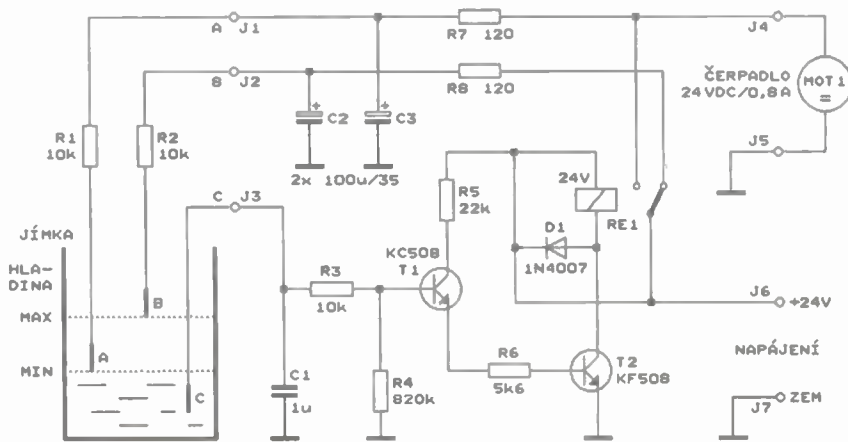 A J1
R7 120
J4
B J2
R8 120
ČERPADLO
24VDC/0,8A
MOT1
=
R1
10k
R2
10k
+
C2
+
C3
2x 100u/35
J5
C J3
R5
22k
24V
RE1
JÍMKA
HLA-
DINA
MAX
B
MIN
A
C
R3
10k
KC508
T1
D1
1N4007
J6
+24V
C1
1u
R4
820k
R6
5k6
T2
KF508
NAPÁJENÍ
J7
ZEM